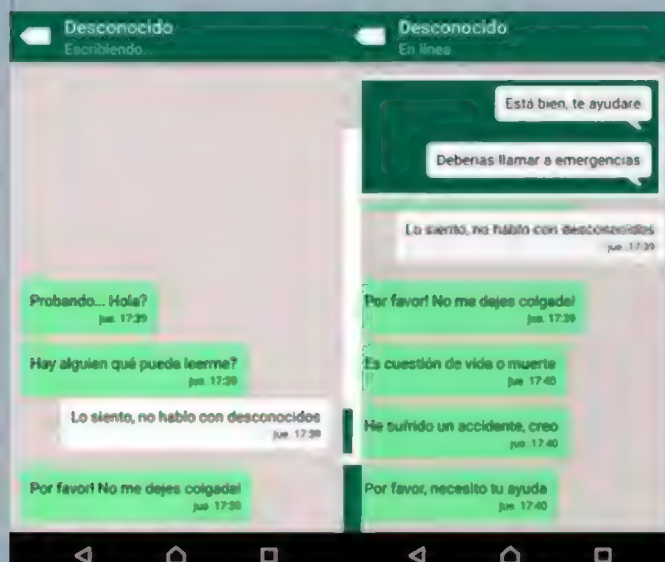 Desconocido
Escribiendo...
Probando... Hola?
jue. 17:39
Hay alguien qué pueda leerme?
jue. 17:39
Lo siento, no hablo con desconocidos
jue. 17:39
Por favor! No me dejes colgada!
jue. 17:39
Desconocido
En línea
Está bien, te ayudare
Deberias llamar a emergencias
Lo siento, no hablo con desconocidos
jue. 17:39
Por favor! No me dejes colgada!
jue. 17:39
Es cuestión de vida o muerte
jue. 17:40
He sufrido un accidente, creo
jue. 17:40
Por favor, necesito tu ayuda
jue. 17:40